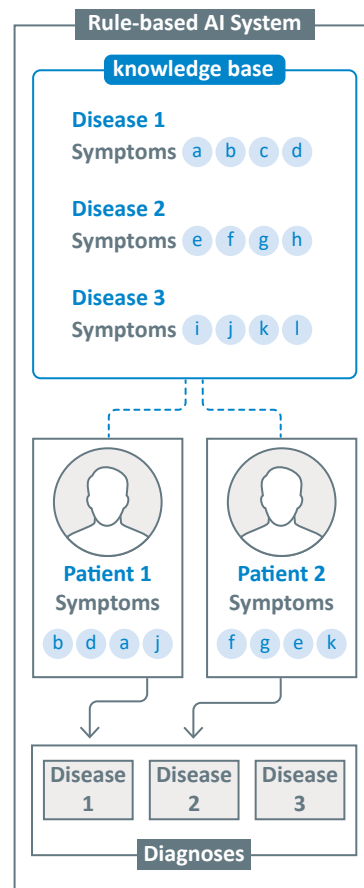 Rule-based AI System
knowledge base
Disease 1
Symptoms a b c d
Disease 2
Symptoms e f g h
Disease 3
Symptoms i j k l
Patient 1
Symptoms
b d a j
Patient 2
Symptoms
f g e k
Disease
1
Disease
2
Disease
3
Diagnoses